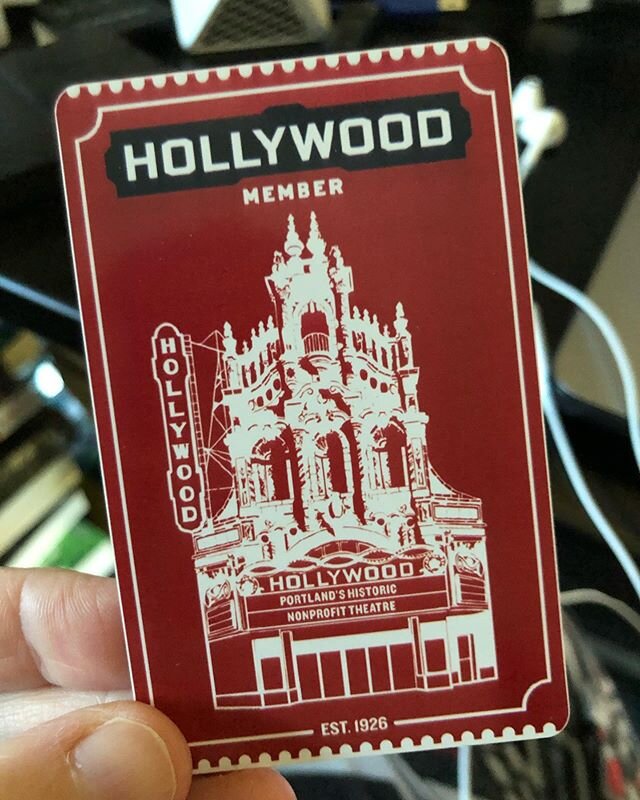 HOLLYWOOD
MEMBER
HOLLYWOOD
HOLLYWOOD
PORTLAND'S HISTORIC
NONPROFIT THEATRE
EST. 1926